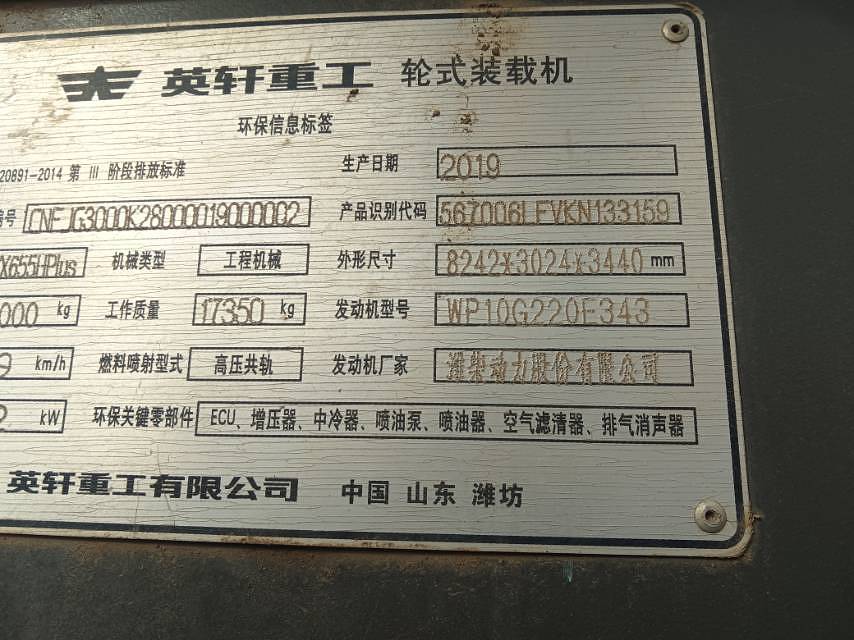 英轩重工 轮式装载机
环保信息标签
20891-2014 第 III 阶段排放标准 生产日期 2019
号 CNFJG3000K28000019000002 产品识别代码 567006LFVKN133159
X655HPlus 机械类型 工程机械 外形尺寸 8242×3024×3440 mm
000 kg 工作质量 17350 kg 发动机型号 WP10G220E343
km/h 燃料喷射型式 高压共轨 发动机厂家 潍柴动力股份有限公司
kW 环保关键零部件 ECU、增压器、中冷器、喷油泵、喷油器、空气滤清器、排气消声器
英轩重工有限公司 中国 山东 潍坊